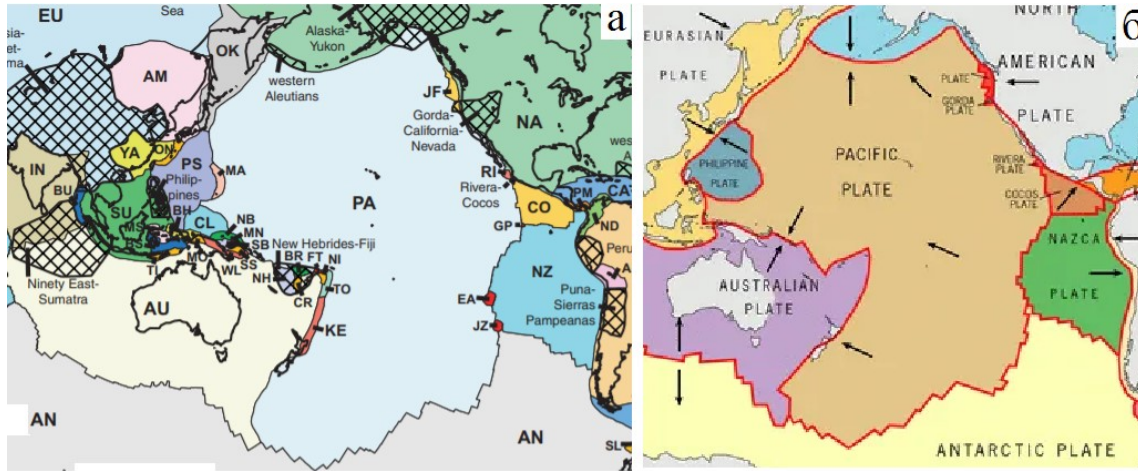 а
EU
Sea
OK
Alaska-
Yukon
AM
western
Aleutians
JF
Gorda-
California-
Nevada
NA
YA
ON
PS
MA
IN
BU
Philip-
pines
SU
BH
RI
Rivera-
Cocos
PM
CA
PA
CO
ND
GP
CL
NB
MN
SB
SS
WL
MO
MS
BS
TI
New Hebrides-Fiji
BR
FT
NI
NH
TO
CR
KE
Peru
NZ
Ninety East-
Sumatra
AU
EA
JZ
Puna-
Sierras
Pampeanas
AN
AN
SL
б
EURASIAN
PLATE
NORTH
AMERICAN
PLATE
PLATE
GORDA PLATE
PHILIPPINE
PLATE
PACIFIC
PLATE
RIVERA
PLATE
COCOS
PLATE
NAZCA
PLATE
AUSTRALIAN
PLATE
ANTARCTIC PLATE